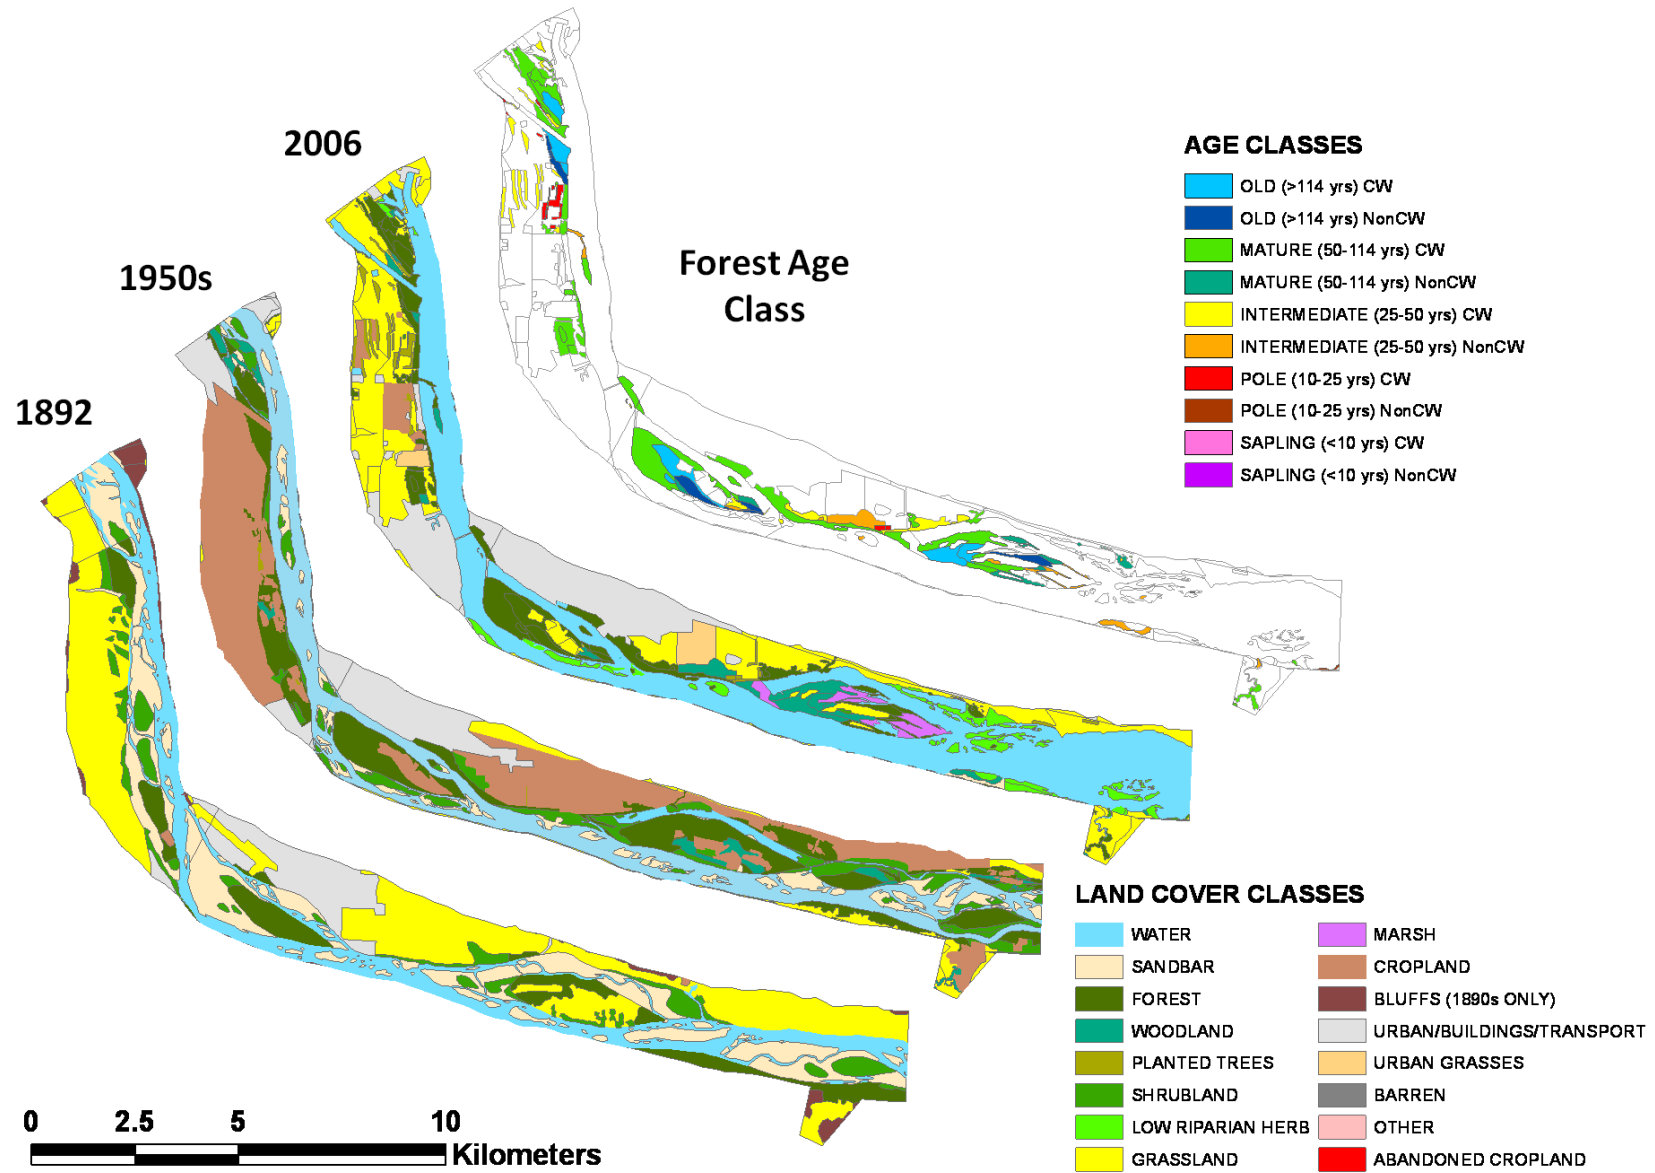 2006
1950s
1892
Forest Age
Class
AGE CLASSES
OLD (>114 yrs) CW
OLD (>114 yrs) NonCW
MATURE (50-114 yrs) CW
MATURE (50-114 yrs) NonCW
INTERMEDIATE (25-50 yrs) CW
INTERMEDIATE (25-50 yrs) NonCW
POLE (10-25 yrs) CW
POLE (10-25 yrs) NonCW
SAPLING (<10 yrs) CW
SAPLING (<10 yrs) NonCW
LAND COVER CLASSES
WATER
SANDBAR
FOREST
WOODLAND
PLANTED TREES
SHRUBLAND
LOW RIPARIAN HERB
GRASSLAND
MARSH
CROPLAND
BLUFFS (1890s ONLY)
URBAN/BUILDINGS/TRANSPORT
URBAN GRASSES
BARREN
OTHER
ABANDONED CROPLAND
0 2.5 5 10
Kilometers